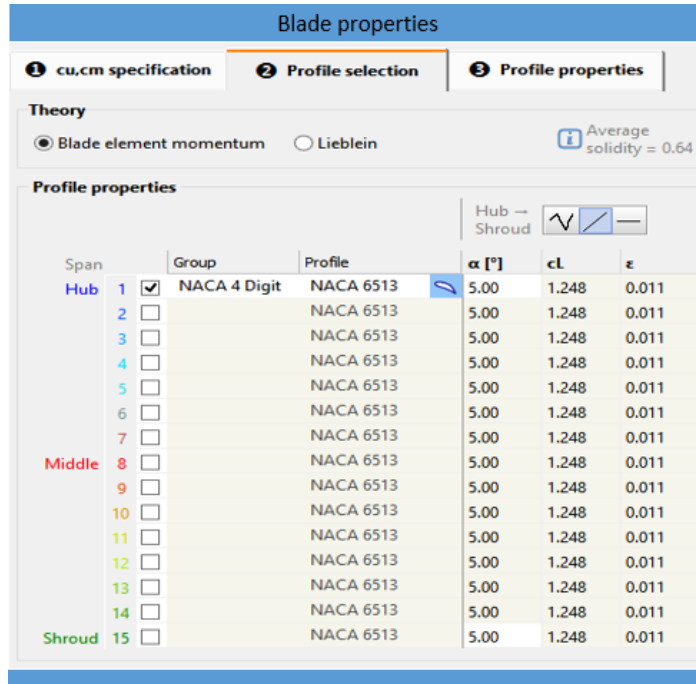 Blade properties
❶ cu,cm specification ❷ Profile selection ❸ Profile properties
Theory
Blade element momentum Lieblein Average
solidity = 0.64
Profile properties
Hub →
Shroud
Span Group Profile α [°] cL ε
Hub 1 NACA 4 Digit NACA 6513 5.00 1.248 0.011
2 NACA 6513 5.00 1.248 0.011
3 NACA 6513 5.00 1.248 0.011
4 NACA 6513 5.00 1.248 0.011
5 NACA 6513 5.00 1.248 0.011
6 NACA 6513 5.00 1.248 0.011
7 NACA 6513 5.00 1.248 0.011
Middle 8 NACA 6513 5.00 1.248 0.011
9 NACA 6513 5.00 1.248 0.011
10 NACA 6513 5.00 1.248 0.011
11 NACA 6513 5.00 1.248 0.011
12 NACA 6513 5.00 1.248 0.011
13 NACA 6513 5.00 1.248 0.011
14 NACA 6513 5.00 1.248 0.011
Shroud 15 NACA 6513 5.00 1.248 0.011